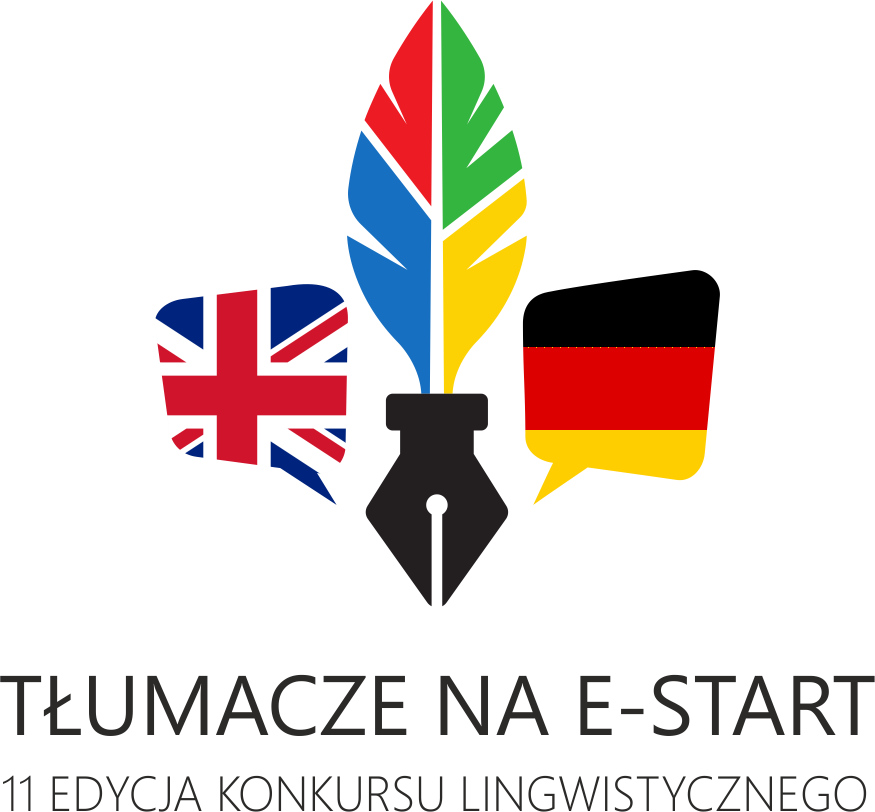 TŁUMACZE NA E-START
11 EDYCJA KONKURSU LINGWISTYCZNEGO